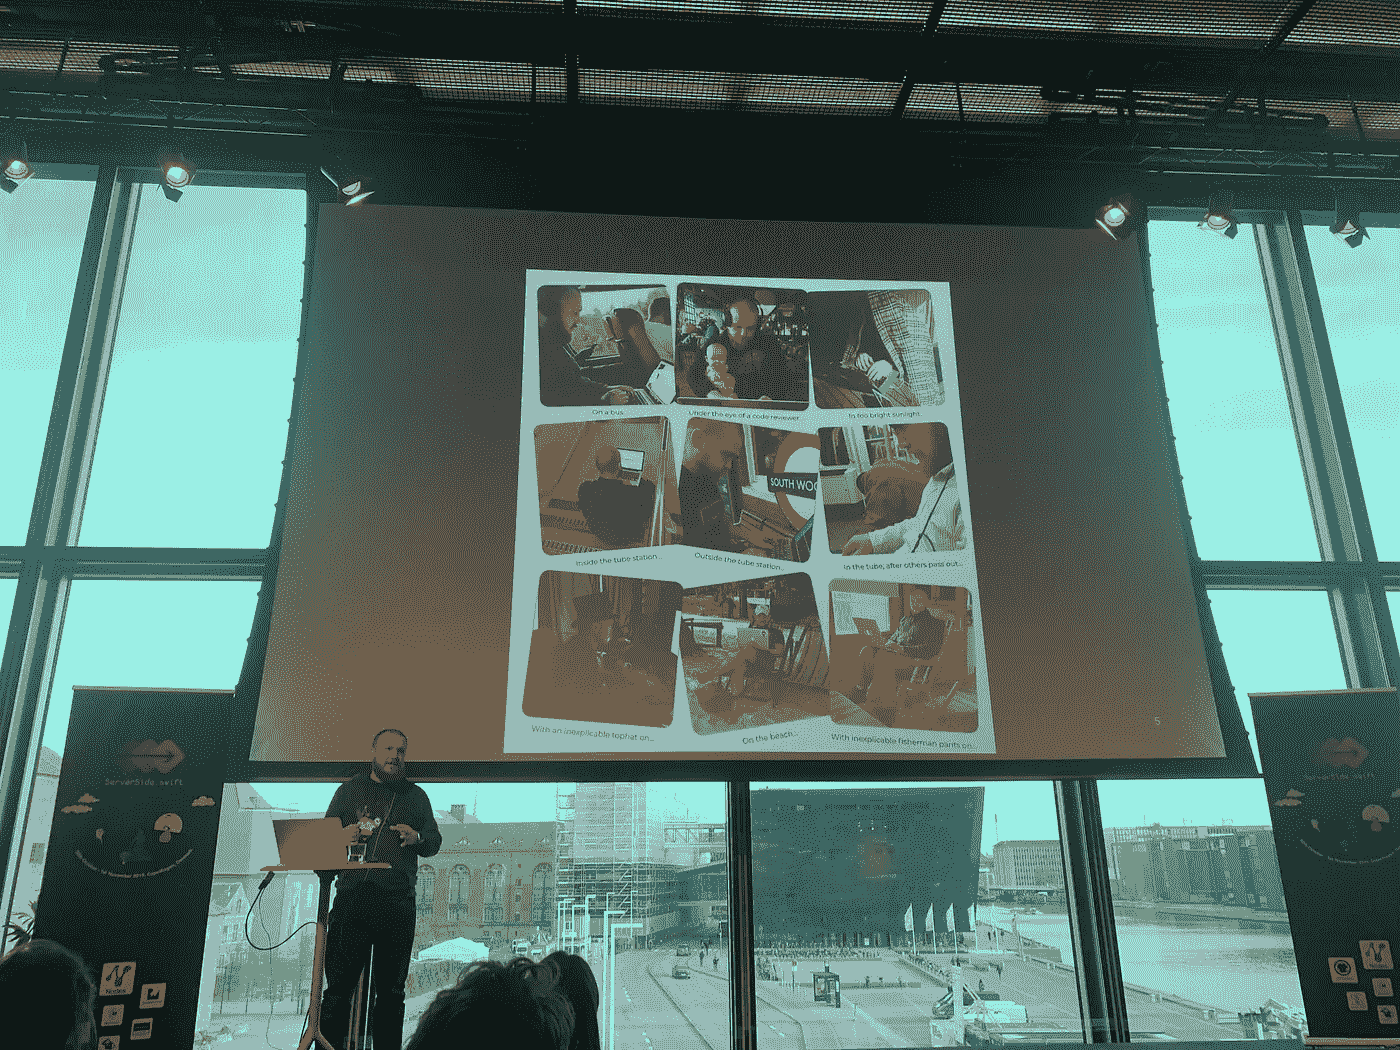 On a bus...
Under the eye of a code reviewer...
In too bright sunlight...
SOUTH WOO
Inside the tube station...
Outside the tube station...
In the tube, after others pass out...
With an inexplicable tophat on...
On the beach...
With inexplicable fisherman pants on...
5
ServerSide.swift
Nodes